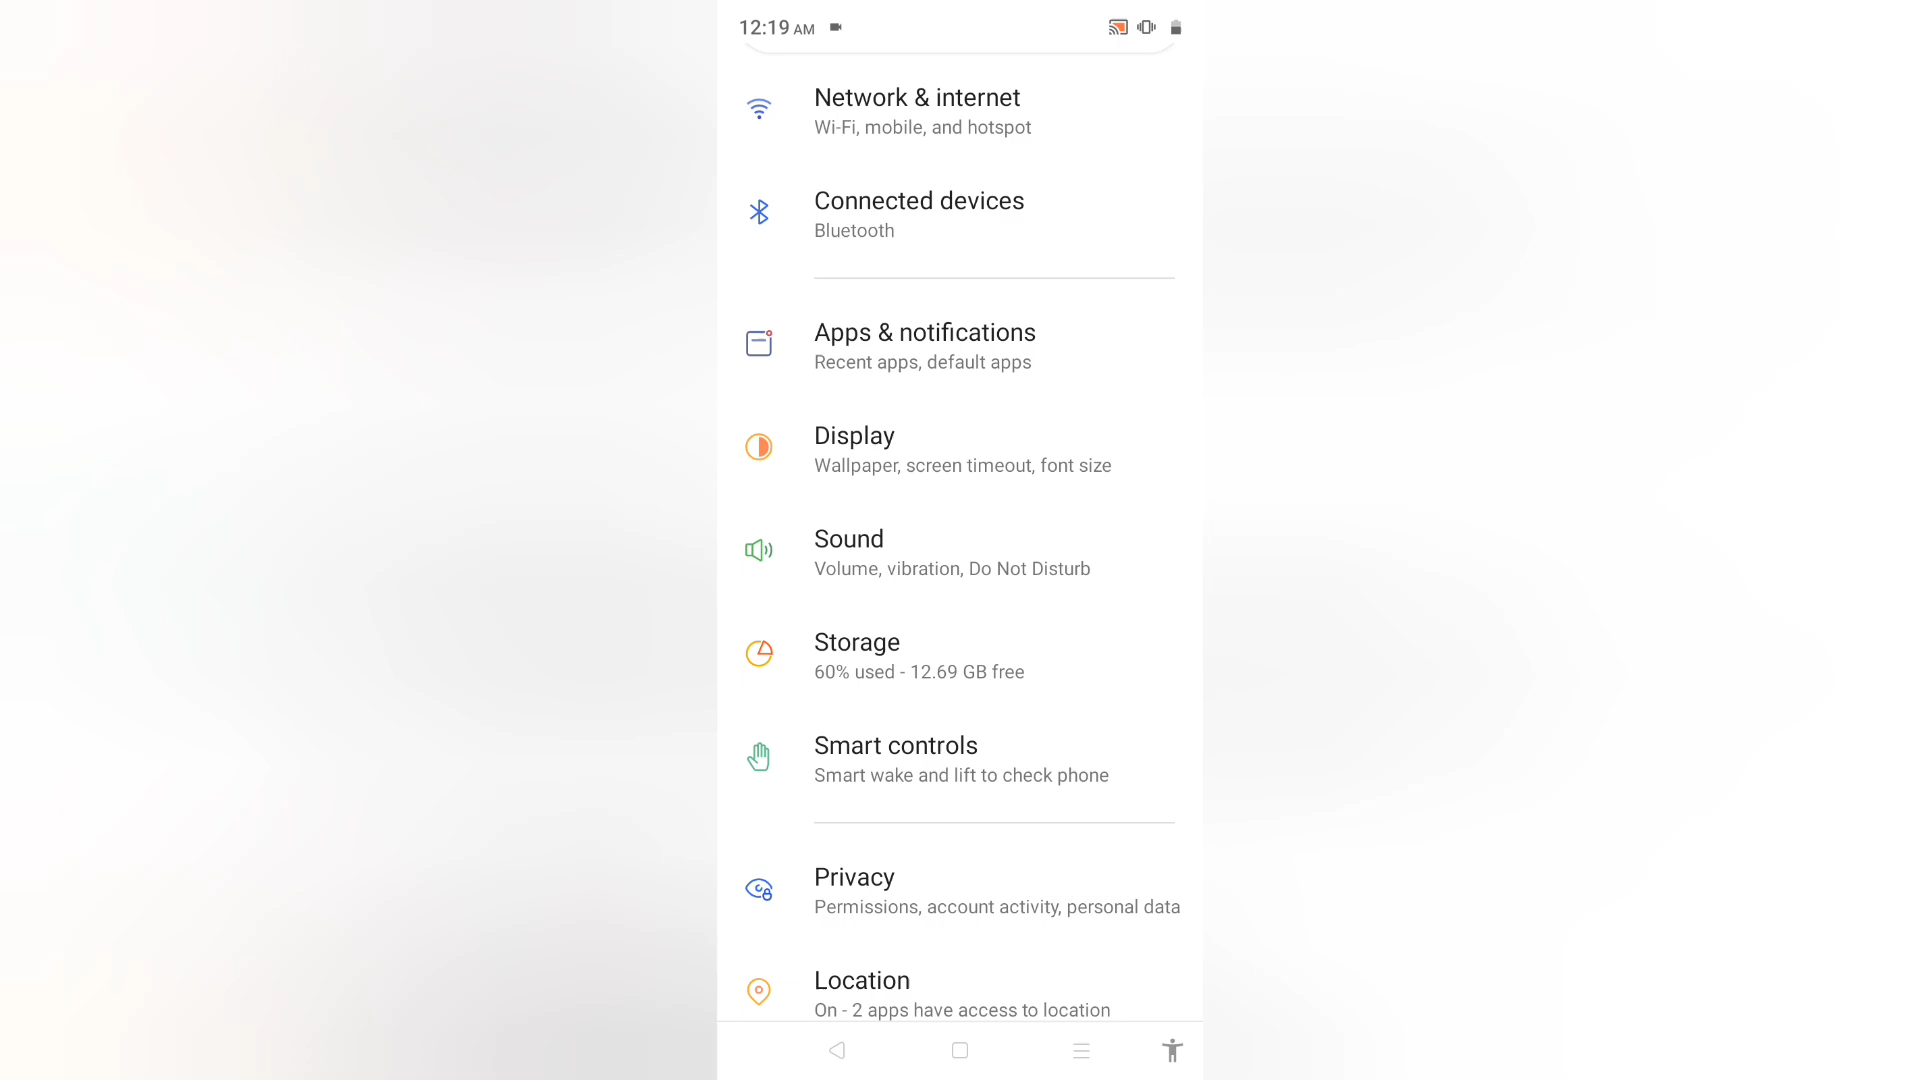 12:19 AM
Network & internet
Wi-Fi, mobile, and hotspot
Connected devices
Bluetooth
Apps & notifications
Recent apps, default apps
Display
Wallpaper, screen timeout, font size
Sound
Volume, vibration, Do Not Disturb
Storage
60% used - 12.69 GB free
Smart controls
Smart wake and lift to check phone
Privacy
Permissions, account activity, personal data
Location
On - 2 apps have access to location